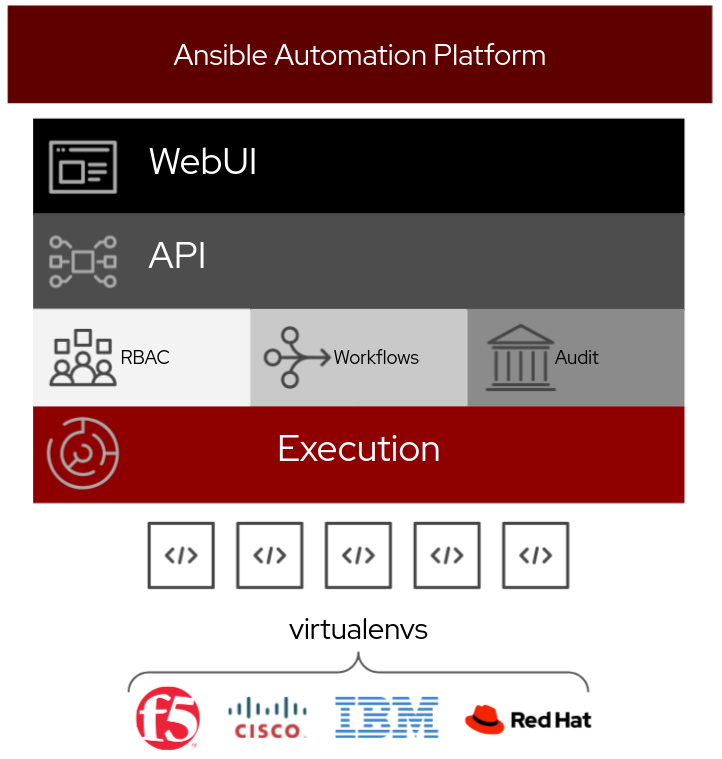 Ansible Automation Platform
WebUI
API
RBAC
Workflows
Audit
Execution
</> </> </> </> </>
virtualenvs
f5
CISCO
IBM
Red Hat